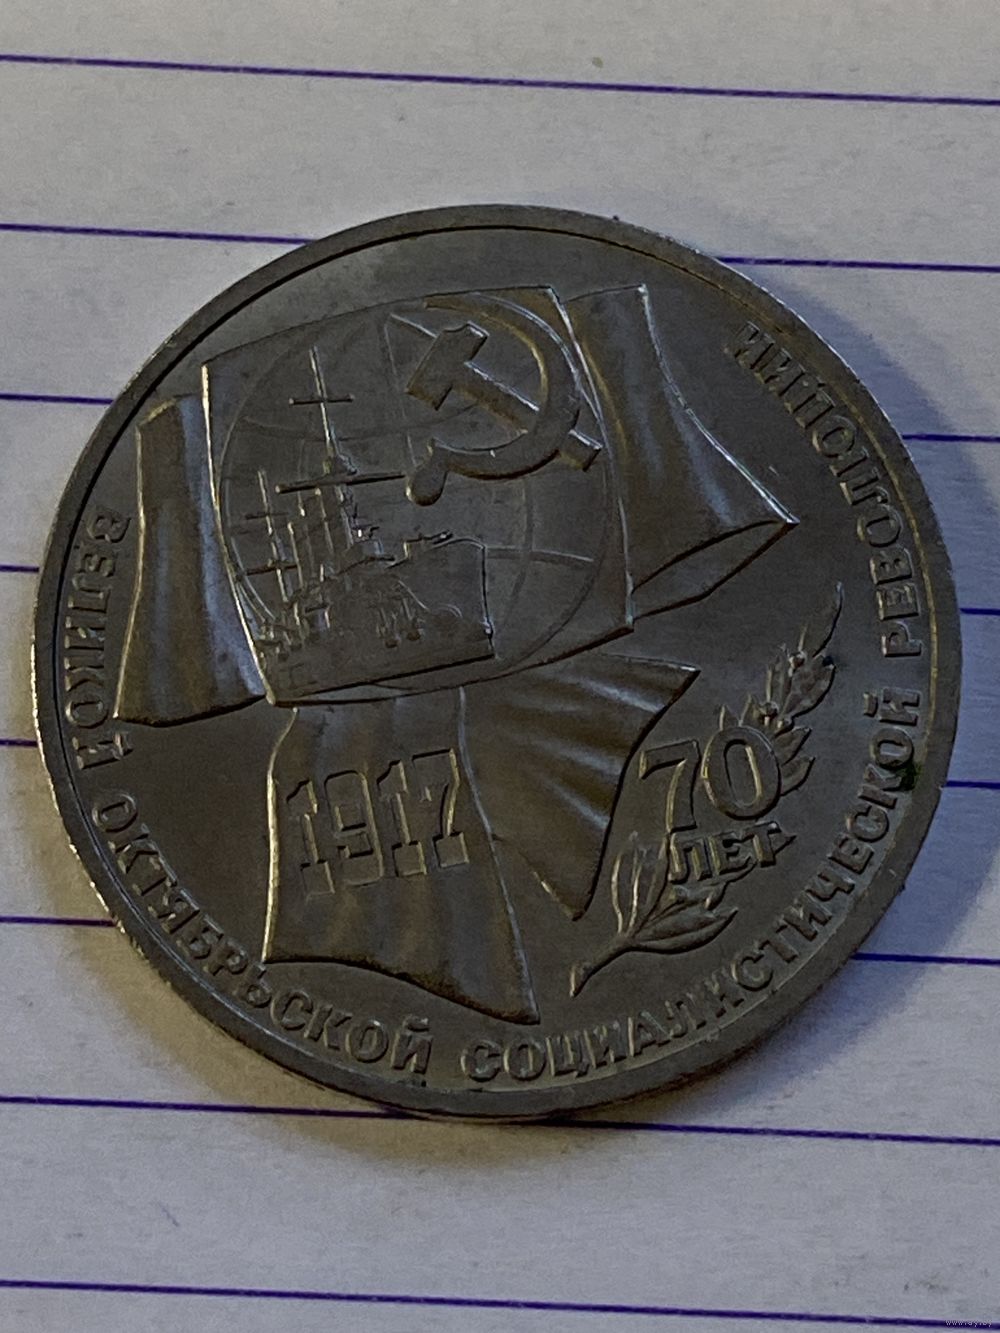 1917
70
ЛЕТ
ВЕЛИКОЙ ОКТЯБРЬСКОЙ СОЦИАЛИСТИЧЕСКОЙ РЕВОЛЮЦИИ